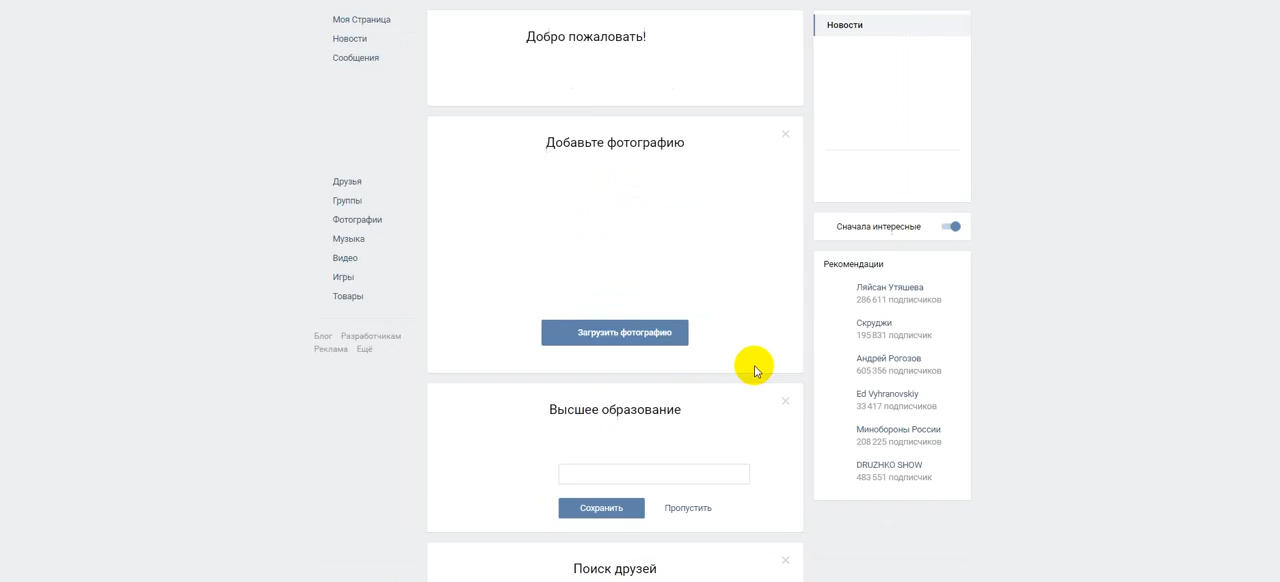 Моя Страница
Новости
Сообщения
Друзья
Группы
Фотографии
Музыка
Видео
Игры
Товары
Блог Разработчикам
Реклама Ещё
Добро пожаловать!
Добавьте фотографию
Загрузить фотографию
Высшее образование
Сохранить Пропустить
Поиск друзей
Новости
Сначала интересные
Рекомендации
Ляйсан Утяшева
286 611 подписчиков
Скруджи
195 831 подписчик
Андрей Рогозов
605 356 подписчиков
Ed Vyhranovskiy
33 417 подписчиков
Минобороны России
208 225 подписчиков
DRUZHKO SHOW
483 551 подписчик